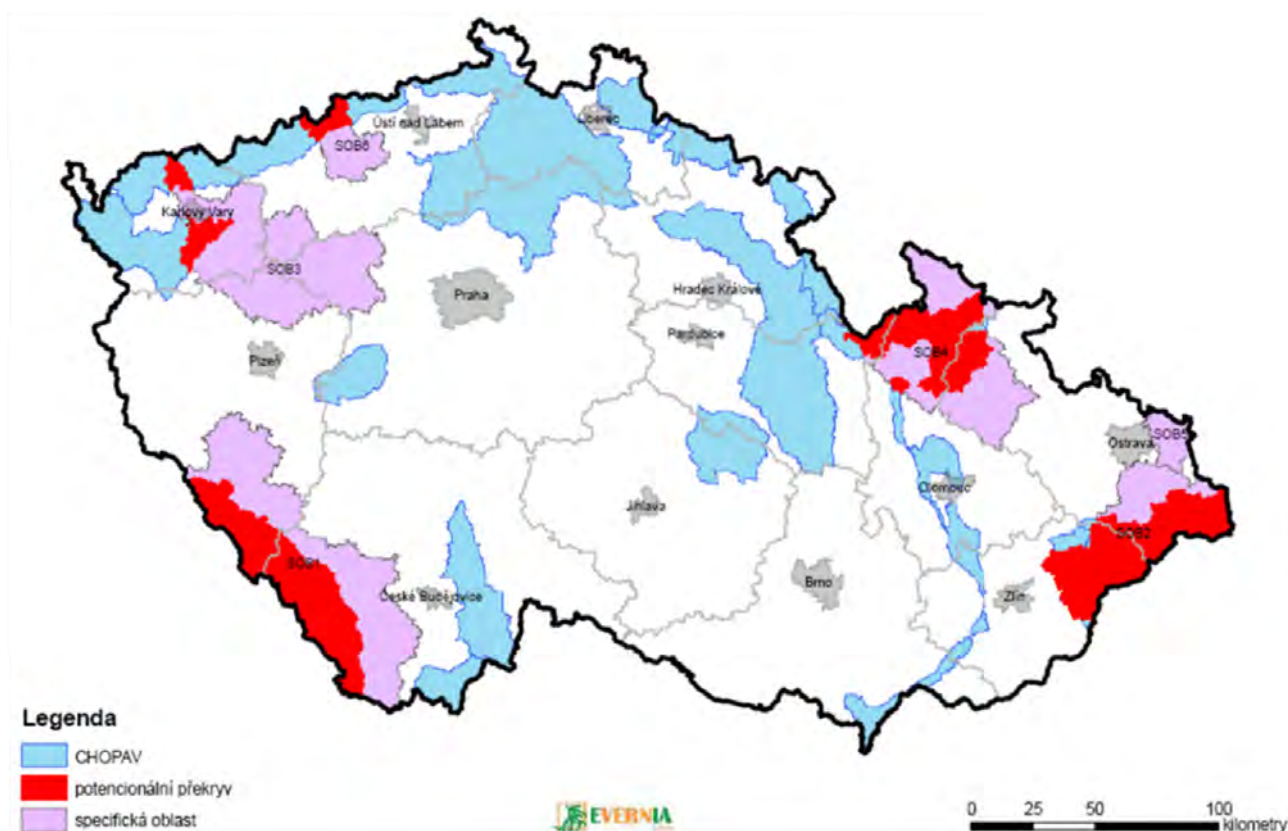 Ústí nad Labem
Liberec
SOB6
Karlovy Vary
SOB3
Praha
Hradec Králové
Pardubice
Plzeň
SOB4
Ostrava
SOB5
Olomouc
Jihlava
SOB2
SOB1
České Budějovice
Brno
Zlín
Legenda
CHOPAV
potencionální překryv
specifická oblast
EVERNIA
0 25 50 100
kilometry